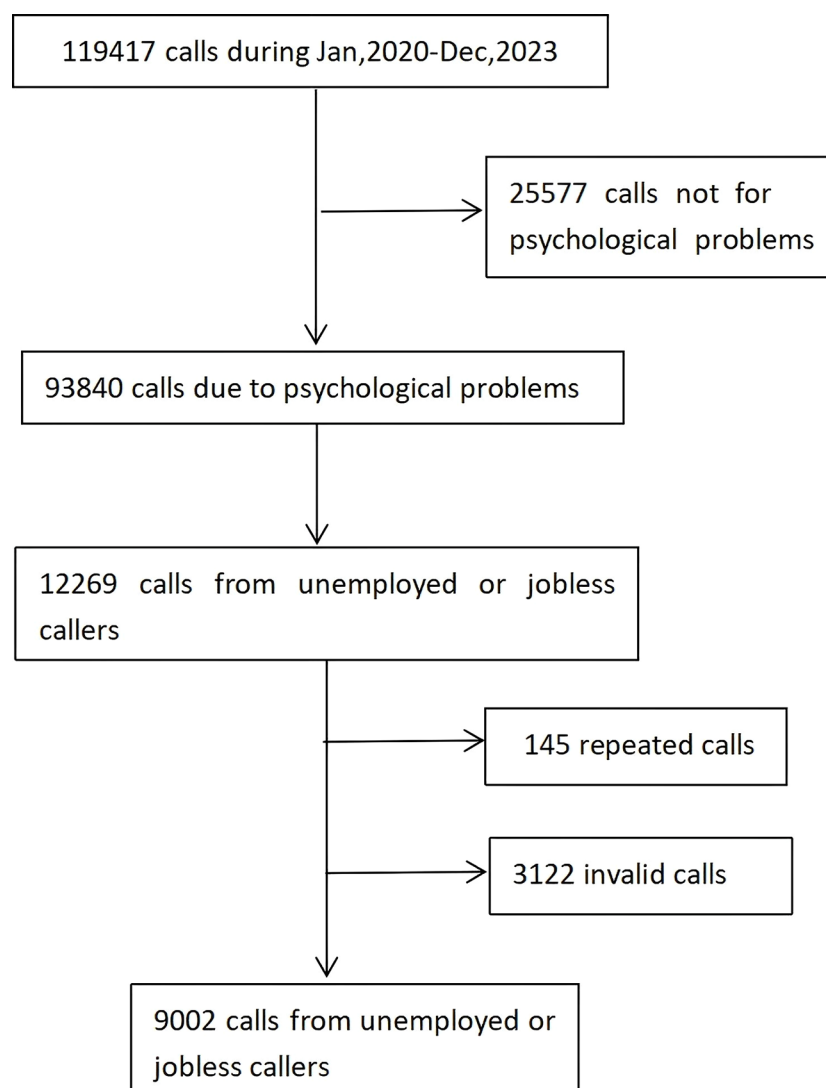 119417 calls during Jan,2020-Dec,2023
25577 calls not for
psychological problems
93840 calls due to psychological problems
12269 calls from unemployed or jobless
callers
145 repeated calls
3122 invalid calls
9002 calls from unemployed or
jobless callers